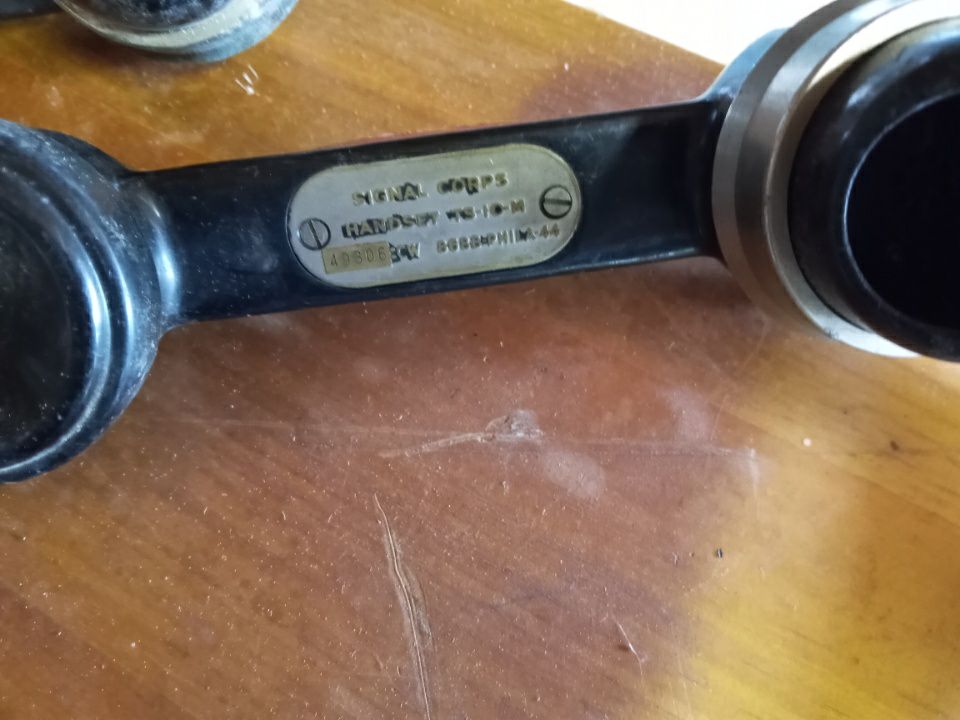 SIGNAL CORPS
HANDSET TS-10-M
49306 PHILA-44